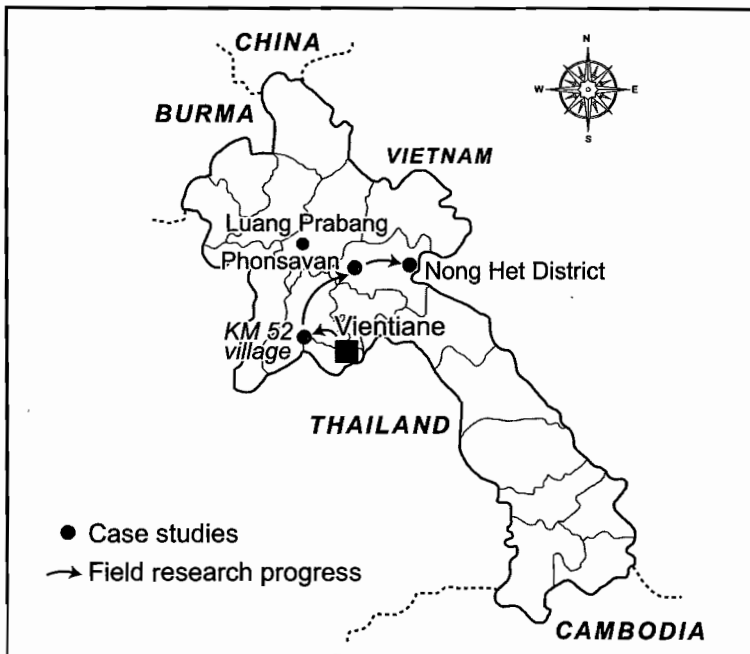 CHINA
N
W
E
S
BURMA
VIETNAM
Luang Prabang
Phonsavan
Nong Het District
KM 52
village
Vientiane
THAILAND
Case studies
Field research progress
CAMBODIA